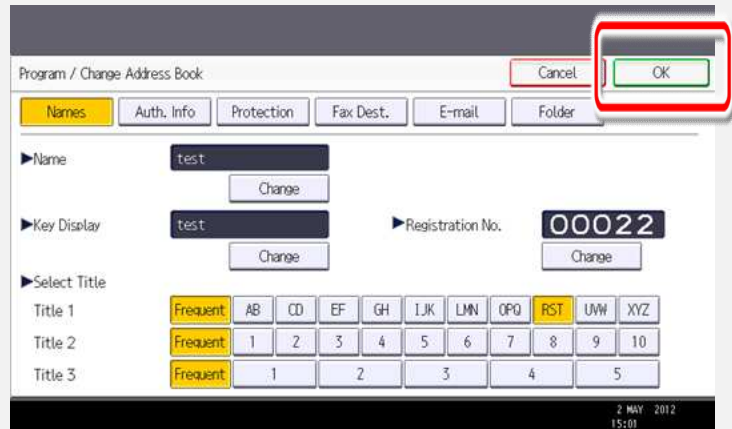 Program / Change Address Book Cancel OK
Names Auth. Info Protection Fax Dest. E-mail Folder
►Name test
Change
►Key Display test ►Registration No. 00022
Change Change
►Select Title
Title 1 Frequent AB CD EF GH IJK LMN OPQ RST UVW XYZ
Title 2 Frequent 1 2 3 4 5 6 7 8 9 10
Title 3 Frequent 1 2 3 4 5
2 MAY 2012
15:01